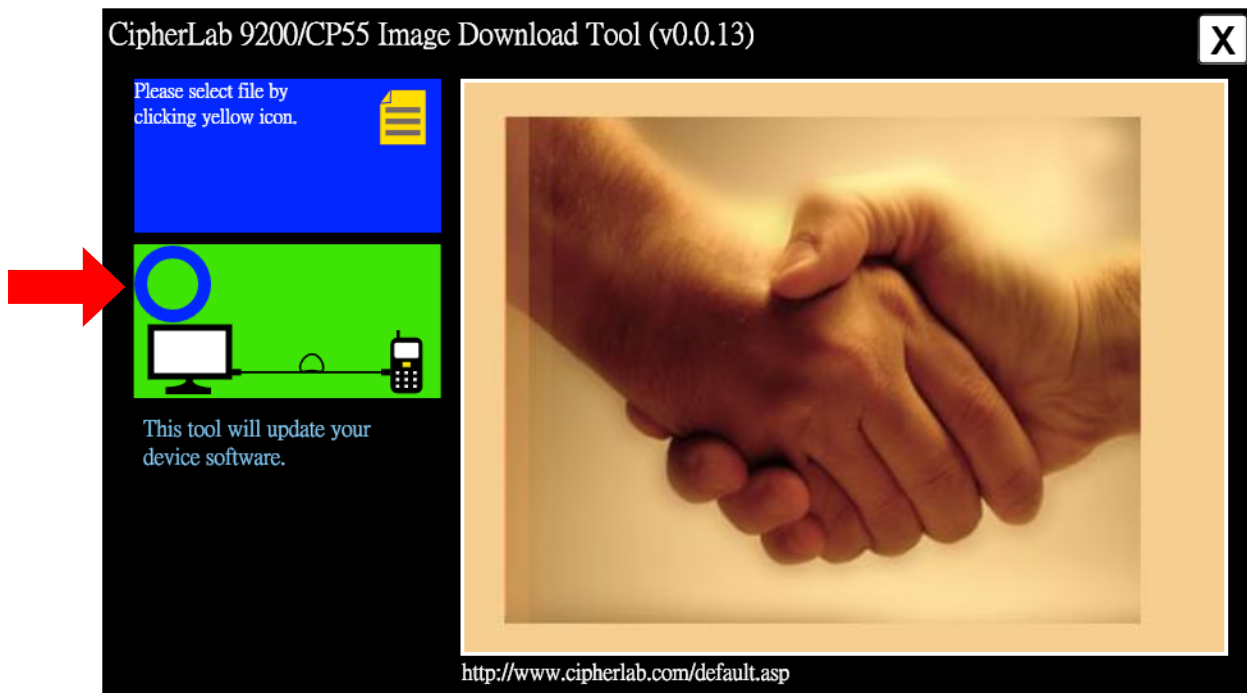 CipherLab 9200/CP55 Image Download Tool (v0.0.13)
X
Please select file by
clicking yellow icon.
This tool will update your
device software.
http://www.cipherlab.com/default.asp